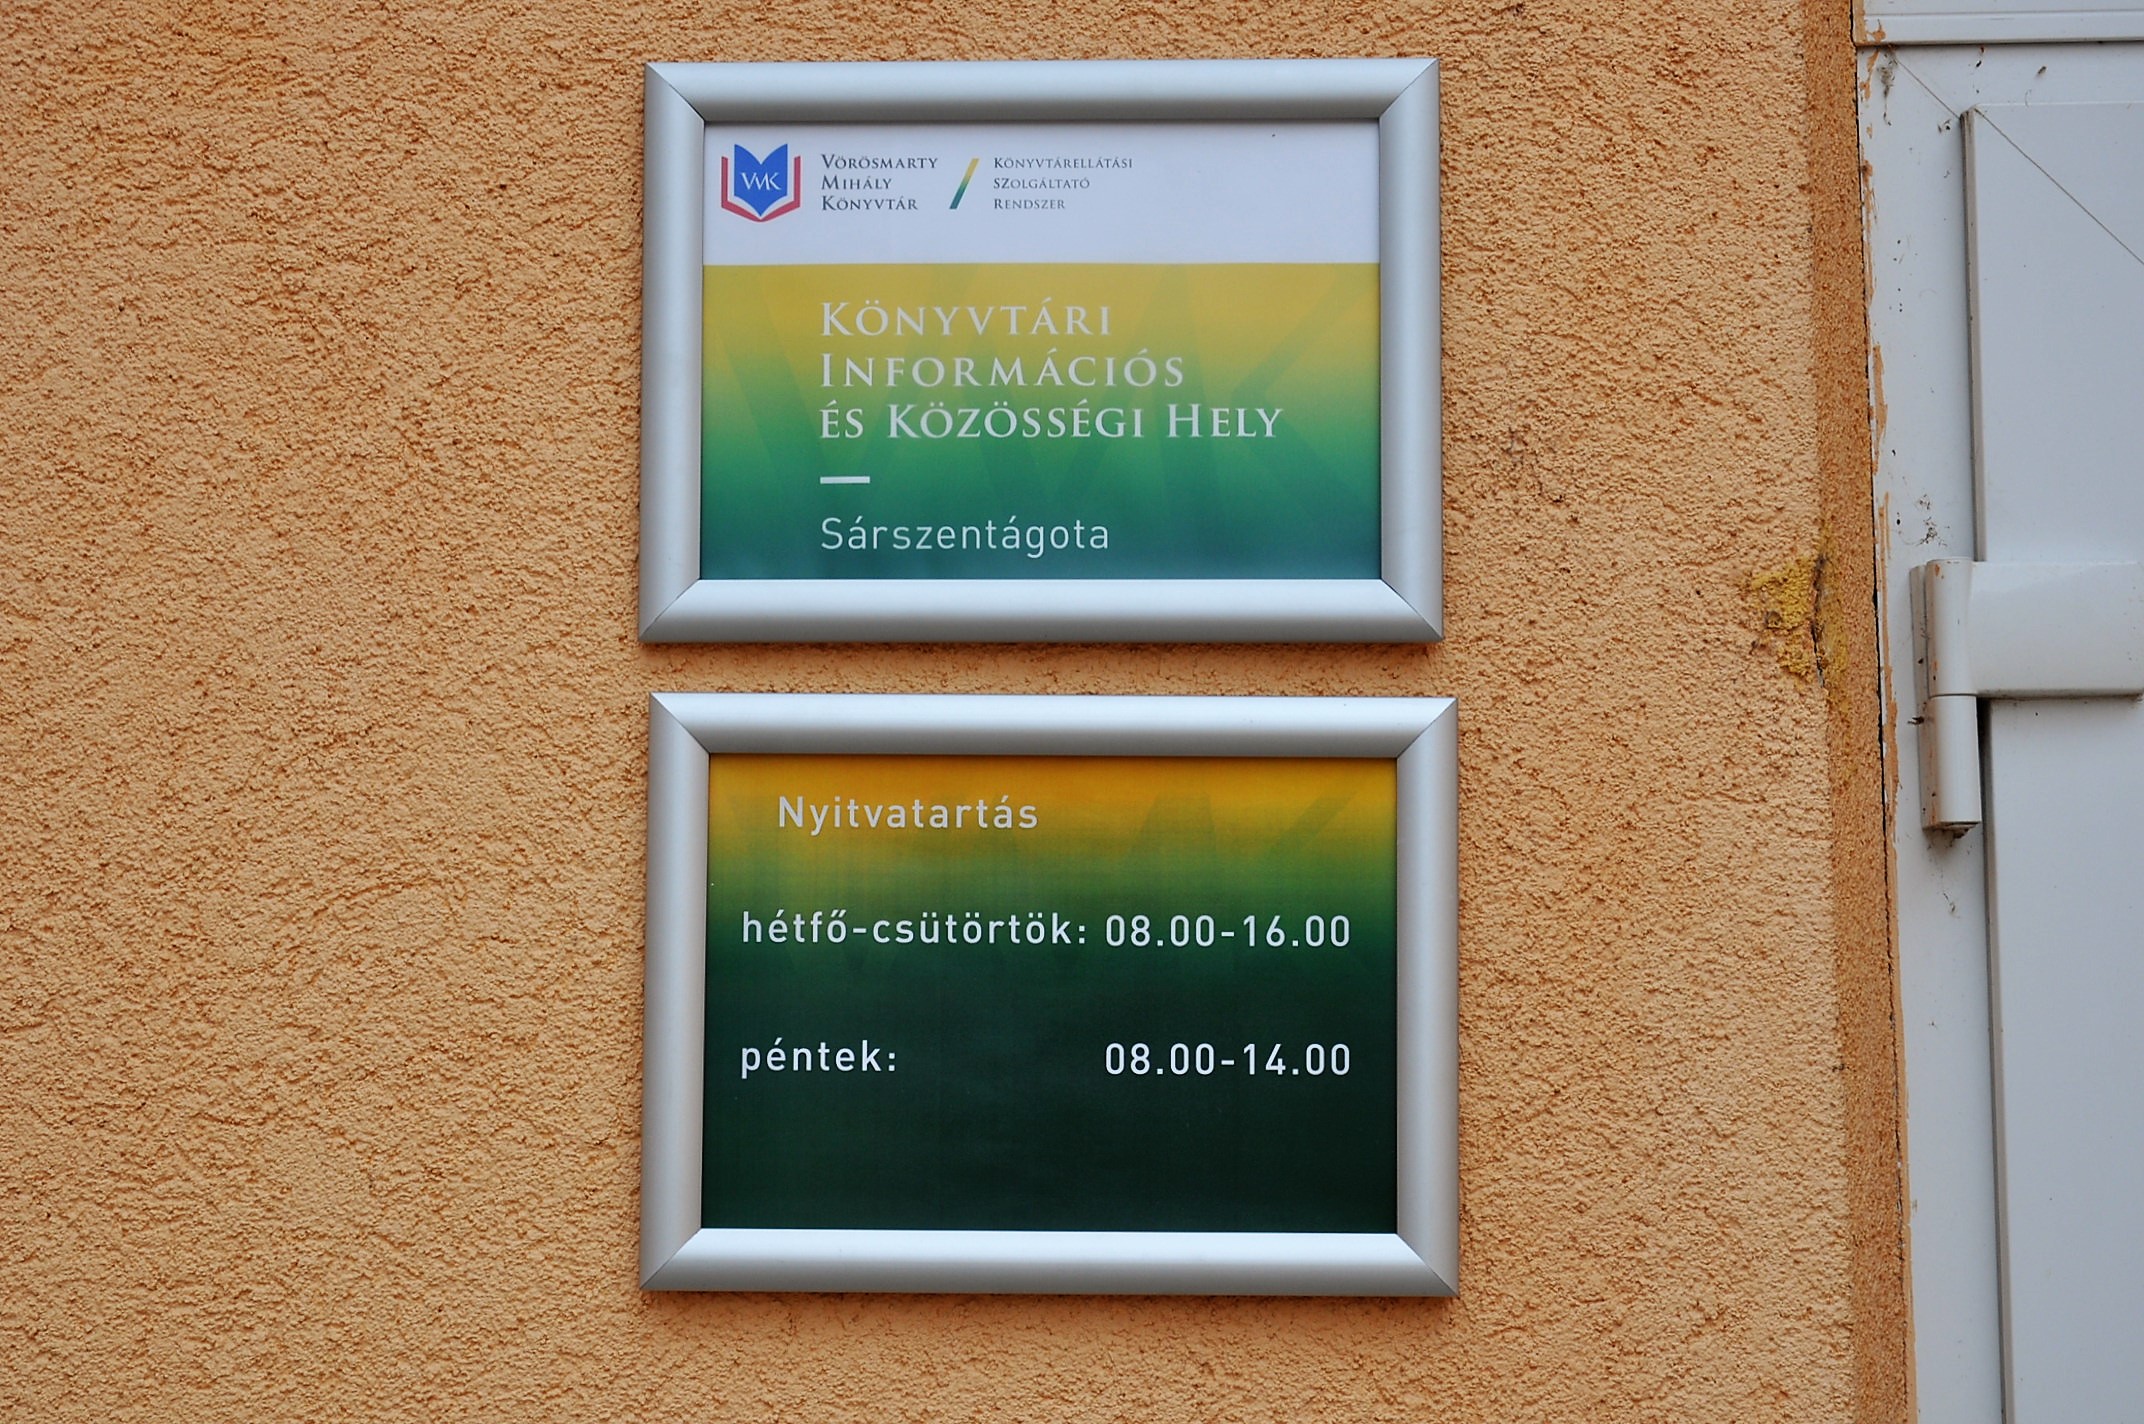 VMK
Vörösmarty
Mihály
Könyvtár
Könyvtárellátási
Szolgáltató
Rendszer
Könyvtári
Információs
és Közösségi Hely
Sárszentágota
Nyitvatartás
hétfő-csütörtök: 08.00-16.00
péntek: 08.00-14.00